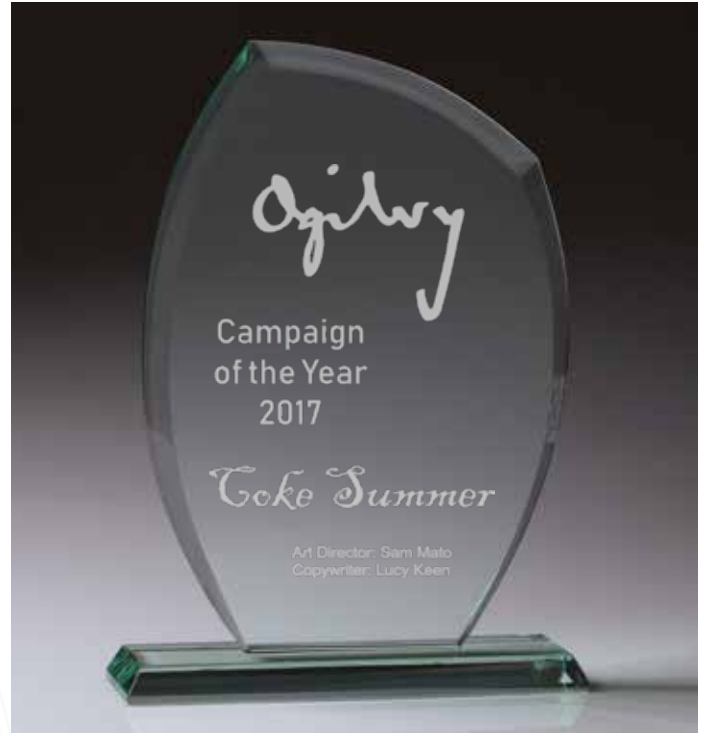 Ogilvy
Campaign
of the Year
2017
Coke Summer
Art Director: Sam Mato
Copywriter: Lucy Keen